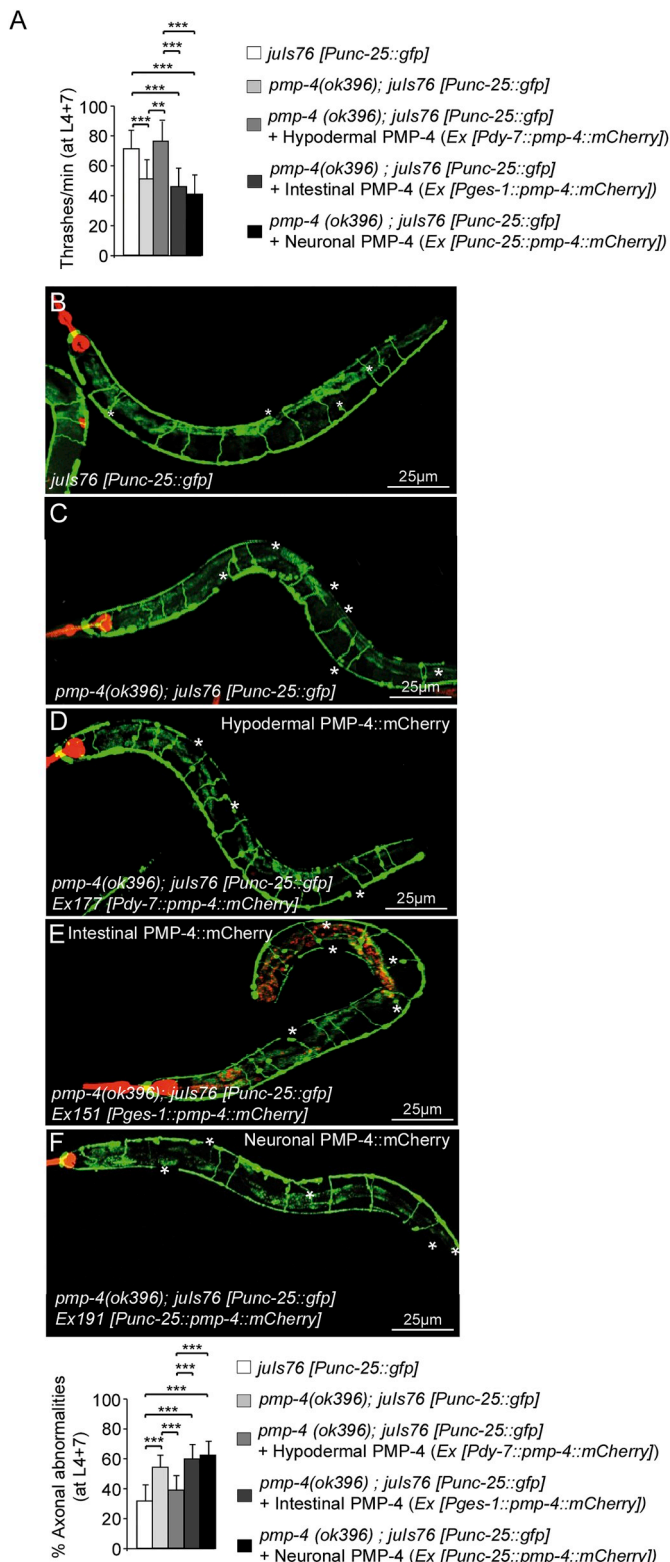 A
***
***
***
***
*** **
Thrashes/min (at L4+7)
100
80
60
40
20
0
juIs76 [Punc-25::gfp]
pmp-4(ok396); juIs76 [Punc-25::gfp]
pmp-4 (ok396); juIs76 [Punc-25::gfp]
+ Hypodermal PMP-4 (Ex [Pdy-7::pmp-4::mCherry])
pmp-4(ok396) ; juIs76 [Punc-25::gfp]
+ Intestinal PMP-4 (Ex [Pges-1::pmp-4::mCherry])
pmp-4 (ok396) ; juIs76 [Punc-25::gfp]
+ Neuronal PMP-4 (Ex [Punc-25::pmp-4::mCherry])
B
* * * *
juIs76 [Punc-25::gfp]
25µm
C
* * * * * *
pmp-4(ok396); juIs76 [Punc-25::gfp]
25µm
D
Hypodermal PMP-4::mCherry
* * *
pmp-4(ok396); juIs76 [Punc-25::gfp]
Ex177 [Pdy-7::pmp-4::mCherry]
25µm
E
Intestinal PMP-4::mCherry
* * * * *
pmp-4(ok396); juIs76 [Punc-25::gfp]
Ex151 [Pges-1::pmp-4::mCherry]
25µm
F
Neuronal PMP-4::mCherry
* * * * *
pmp-4(ok396); juIs76 [Punc-25::gfp]
Ex191 [Punc-25::pmp-4::mCherry]
25µm
***
***
***
***
*** ***
% Axonal abnormalities
(at L4+7)
100
80
60
40
20
0
juIs76 [Punc-25::gfp]
pmp-4(ok396); juIs76 [Punc-25::gfp]
pmp-4 (ok396); juIs76 [Punc-25::gfp]
+ Hypodermal PMP-4 (Ex [Pdy-7::pmp-4::mCherry])
pmp-4(ok396) ; juIs76 [Punc-25::gfp]
+ Intestinal PMP-4 (Ex [Pges-1::pmp-4::mCherry])
pmp-4 (ok396) ; juIs76 [Punc-25::gfp]
+ Neuronal PMP-4 (Ex [Punc-25::pmp-4::mCherry])